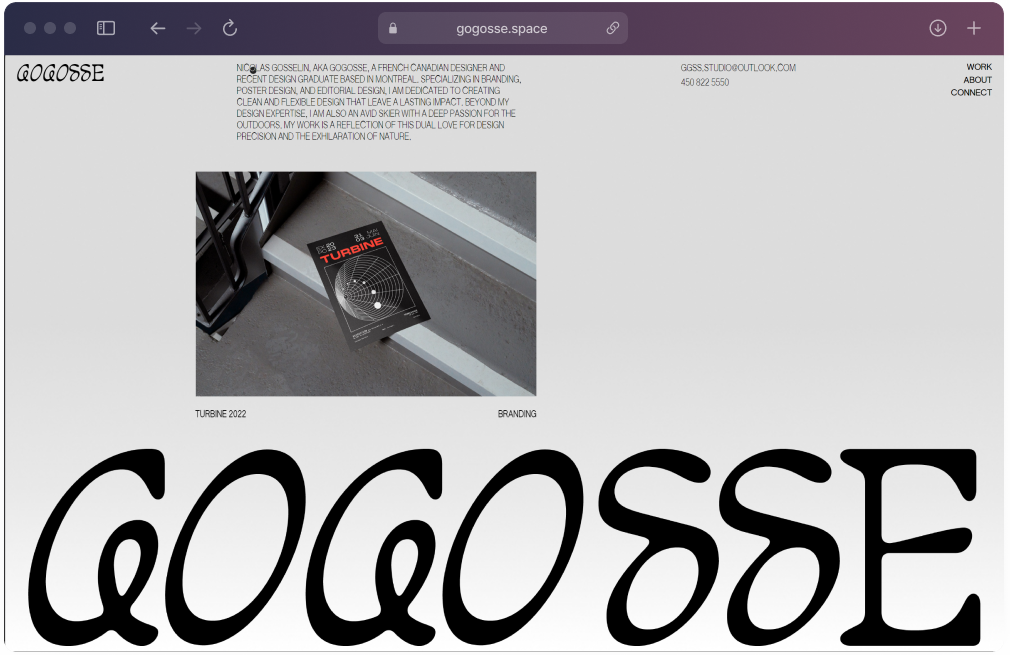 gogosse.space
GOGOSSE
NICOLAS GOSSELIN, AKA GOGOSSE, A FRENCH CANADIAN DESIGNER AND
RECENT DESIGN GRADUATE BASED IN MONTREAL. SPECIALIZING IN BRANDING,
POSTER DESIGN, AND EDITORIAL DESIGN, I AM DEDICATED TO CREATING
CLEAN AND FLEXIBLE DESIGN THAT LEAVE A LASTING IMPACT. BEYOND MY
DESIGN EXPERTISE, I AM ALSO AN AVID SKIER WITH A DEEP PASSION FOR THE
OUTDOORS, MY WORK IS A REFLECTION OF THIS DUAL LOVE FOR DESIGN
PRECISION AND THE EXHILARATION OF NATURE.
GGSS.STUDIO@OUTLOOK.COM
450 822 5550
WORK
ABOUT
CONNECT
TURBINE
TURBINE 2022
BRANDING
GOGOSSE